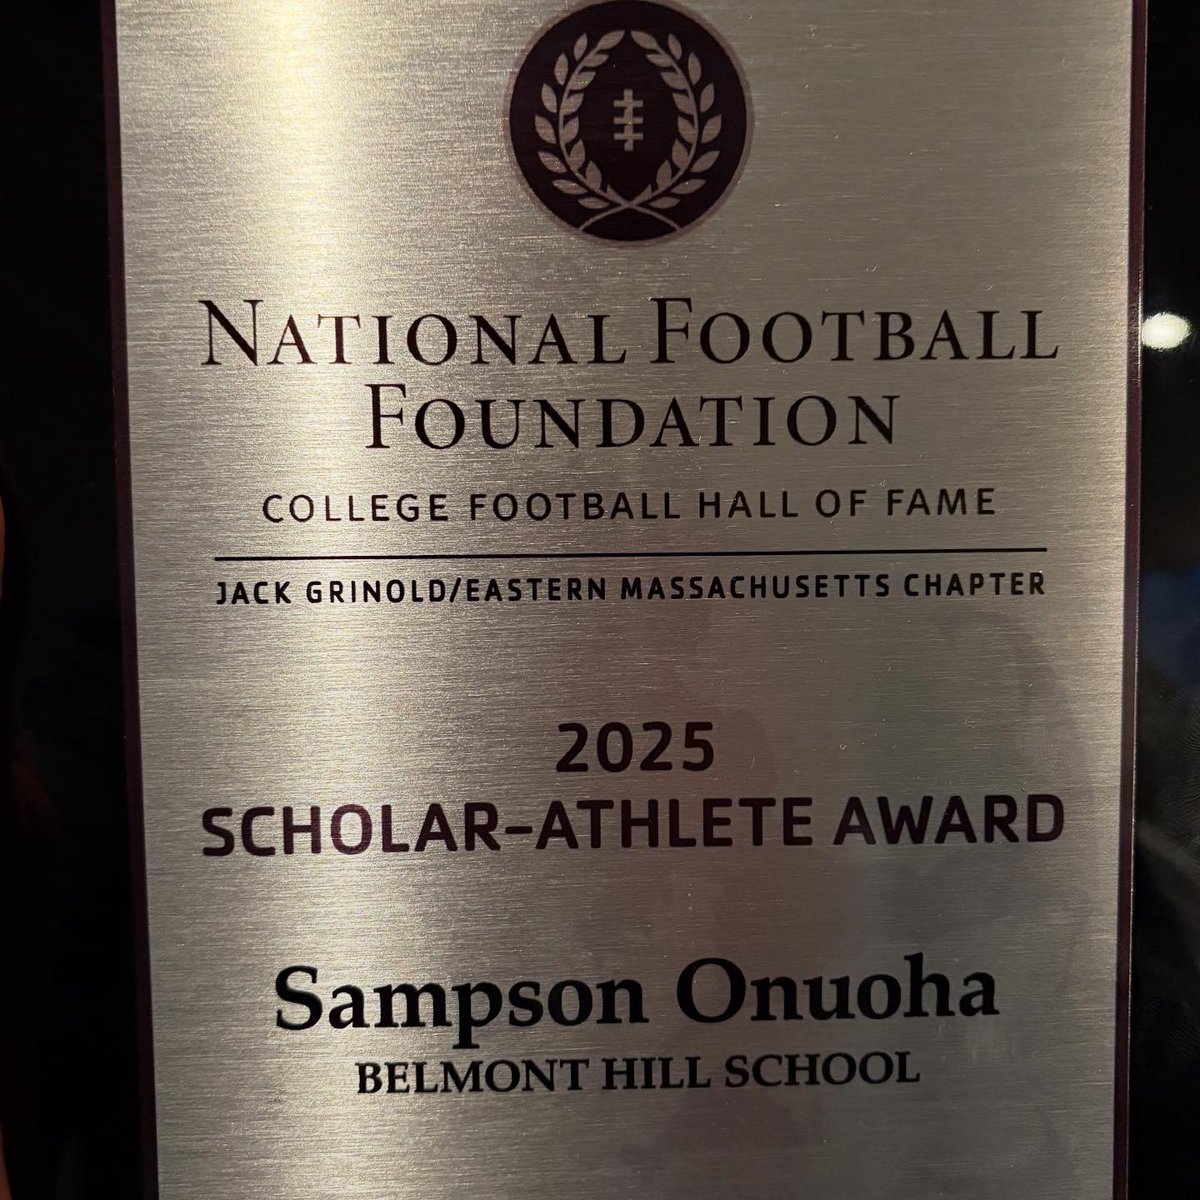 NATIONAL FOOTBALL
FOUNDATION
COLLEGE FOOTBALL HALL OF FAME
JACK GRINOLD/EASTERN MASSACHUSETTS CHAPTER
2025
SCHOLAR-ATHLETE AWARD
Sampson Onuoha
BELMONT HILL SCHOOL